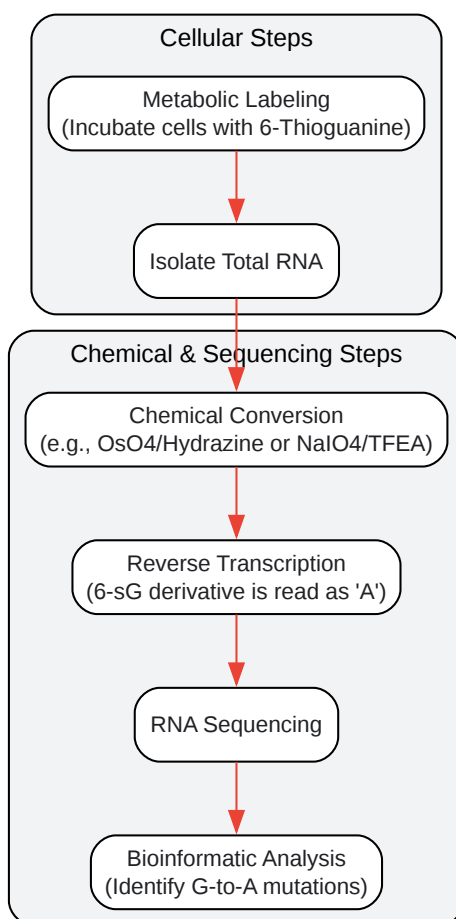 Cellular Steps
Metabolic Labeling
(Incubate cells with 6-Thioguanine)
Isolate Total RNA
Chemical & Sequencing Steps
Chemical Conversion
(e.g., OsO4/Hydrazine or NaIO4/TFEA)
Reverse Transcription
(6-sG derivative is read as 'A')
RNA Sequencing
Bioinformatic Analysis
(Identify G-to-A mutations)